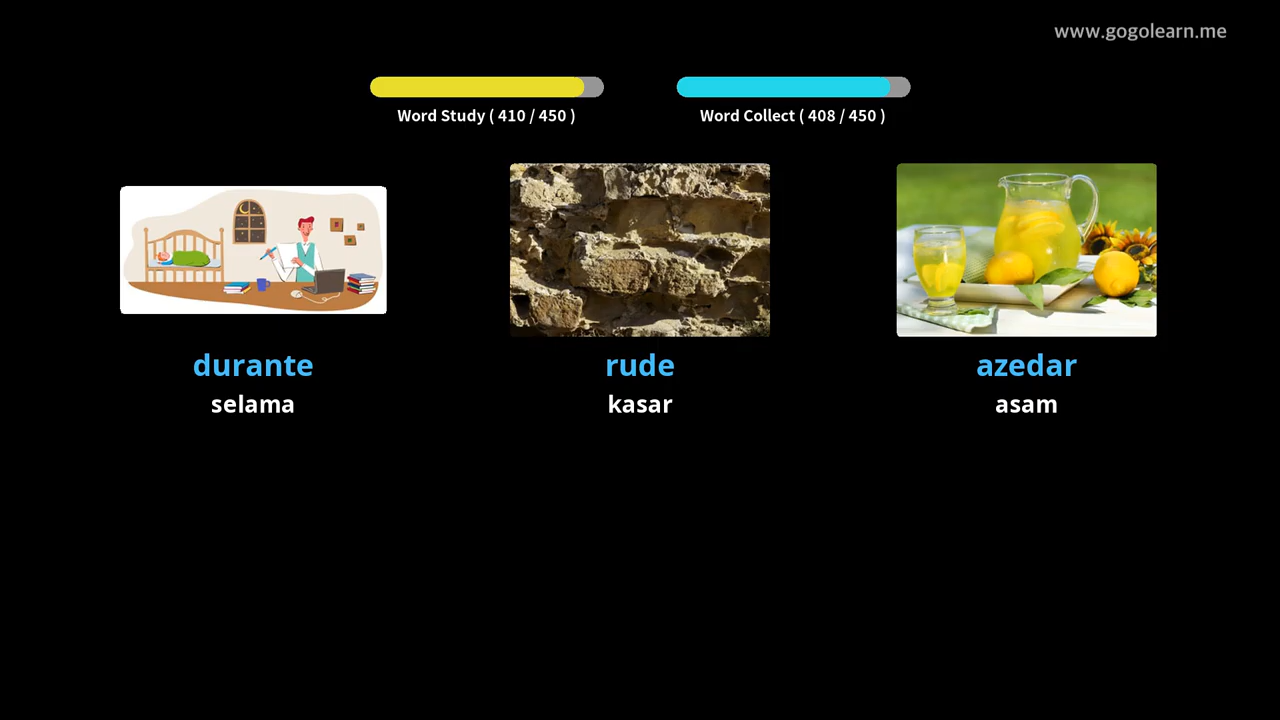 www.gogolearn.me
Word Study ( 410 / 450 )
Word Collect ( 408 / 450 )
durante
selama
rude
kasar
azedar
asam